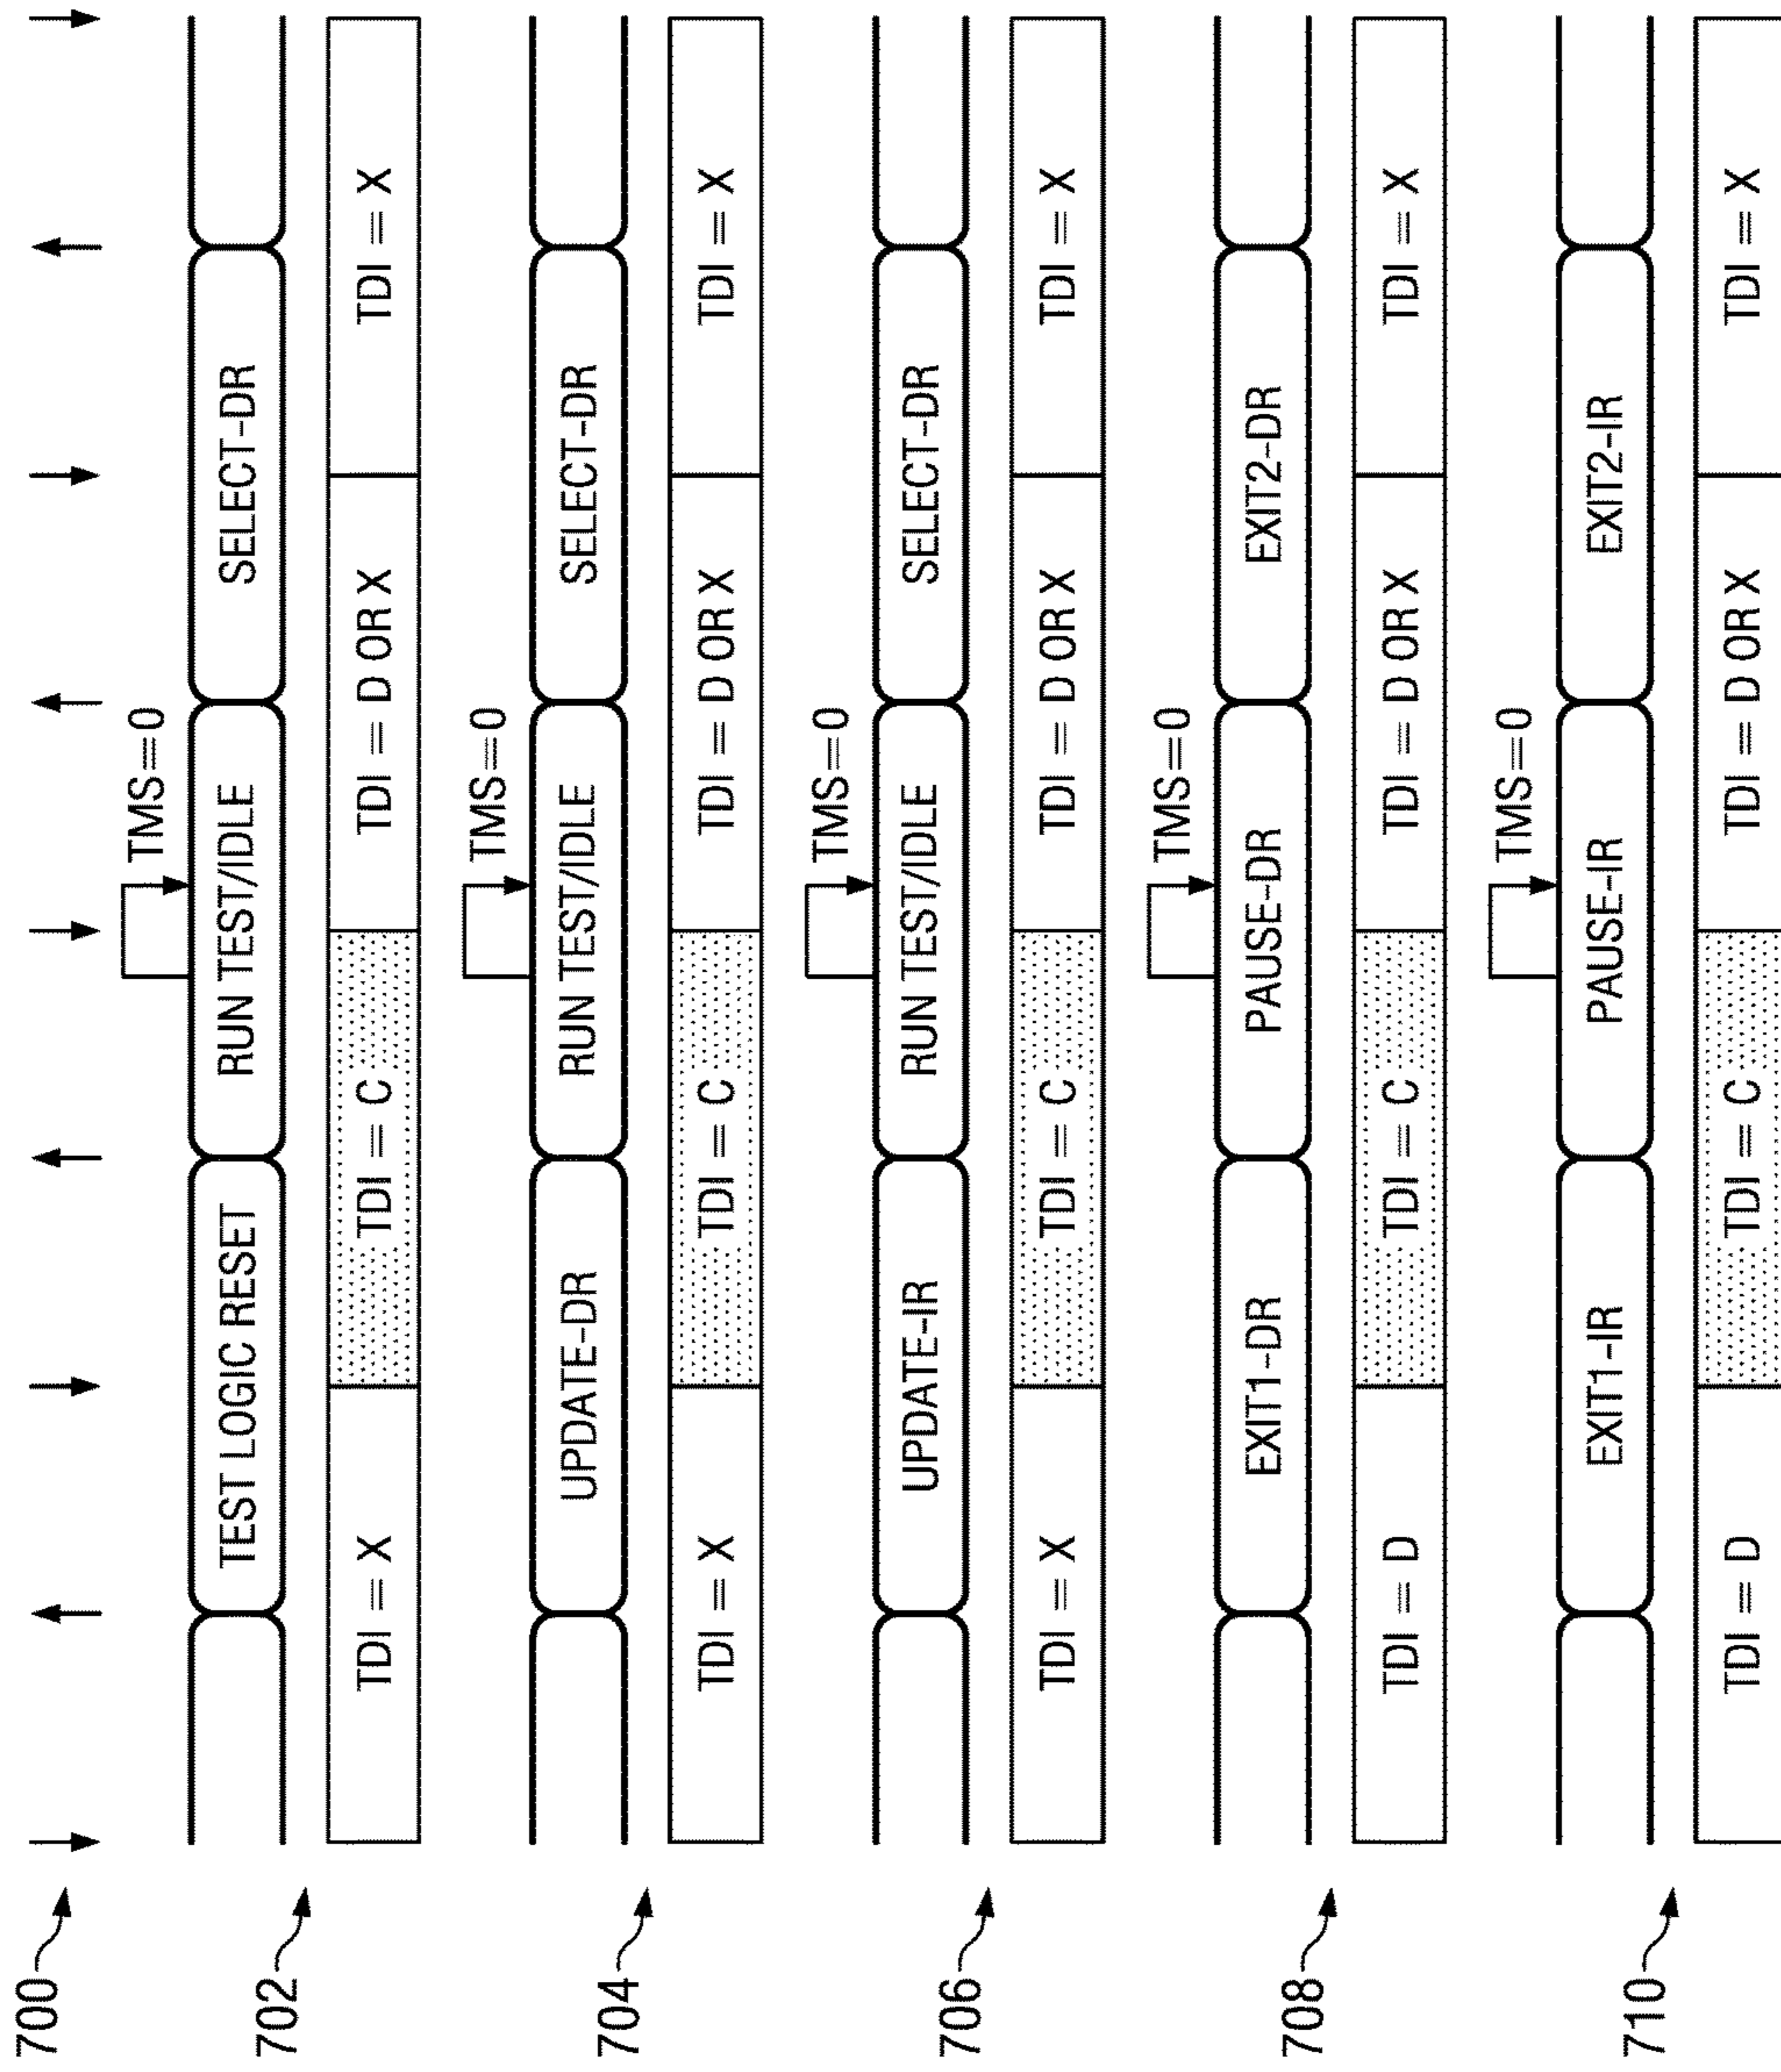 700
702
TMS=0
TEST LOGIC RESET RUN TEST/IDLE SELECT-DR
TDI = X TDI = C TDI = D OR X TDI = X
704
TMS=0
UPDATE-DR RUN TEST/IDLE SELECT-DR
TDI = X TDI = C TDI = D OR X TDI = X
706
TMS=0
UPDATE-IR RUN TEST/IDLE SELECT-DR
TDI = X TDI = C TDI = D OR X TDI = X
708
TMS=0
EXIT1-DR PAUSE-DR EXIT2-DR
TDI = D TDI = C TDI = D OR X TDI = X
710
TMS=0
EXIT1-IR PAUSE-IR EXIT2-IR
TDI = D TDI = C TDI = D OR X TDI = X